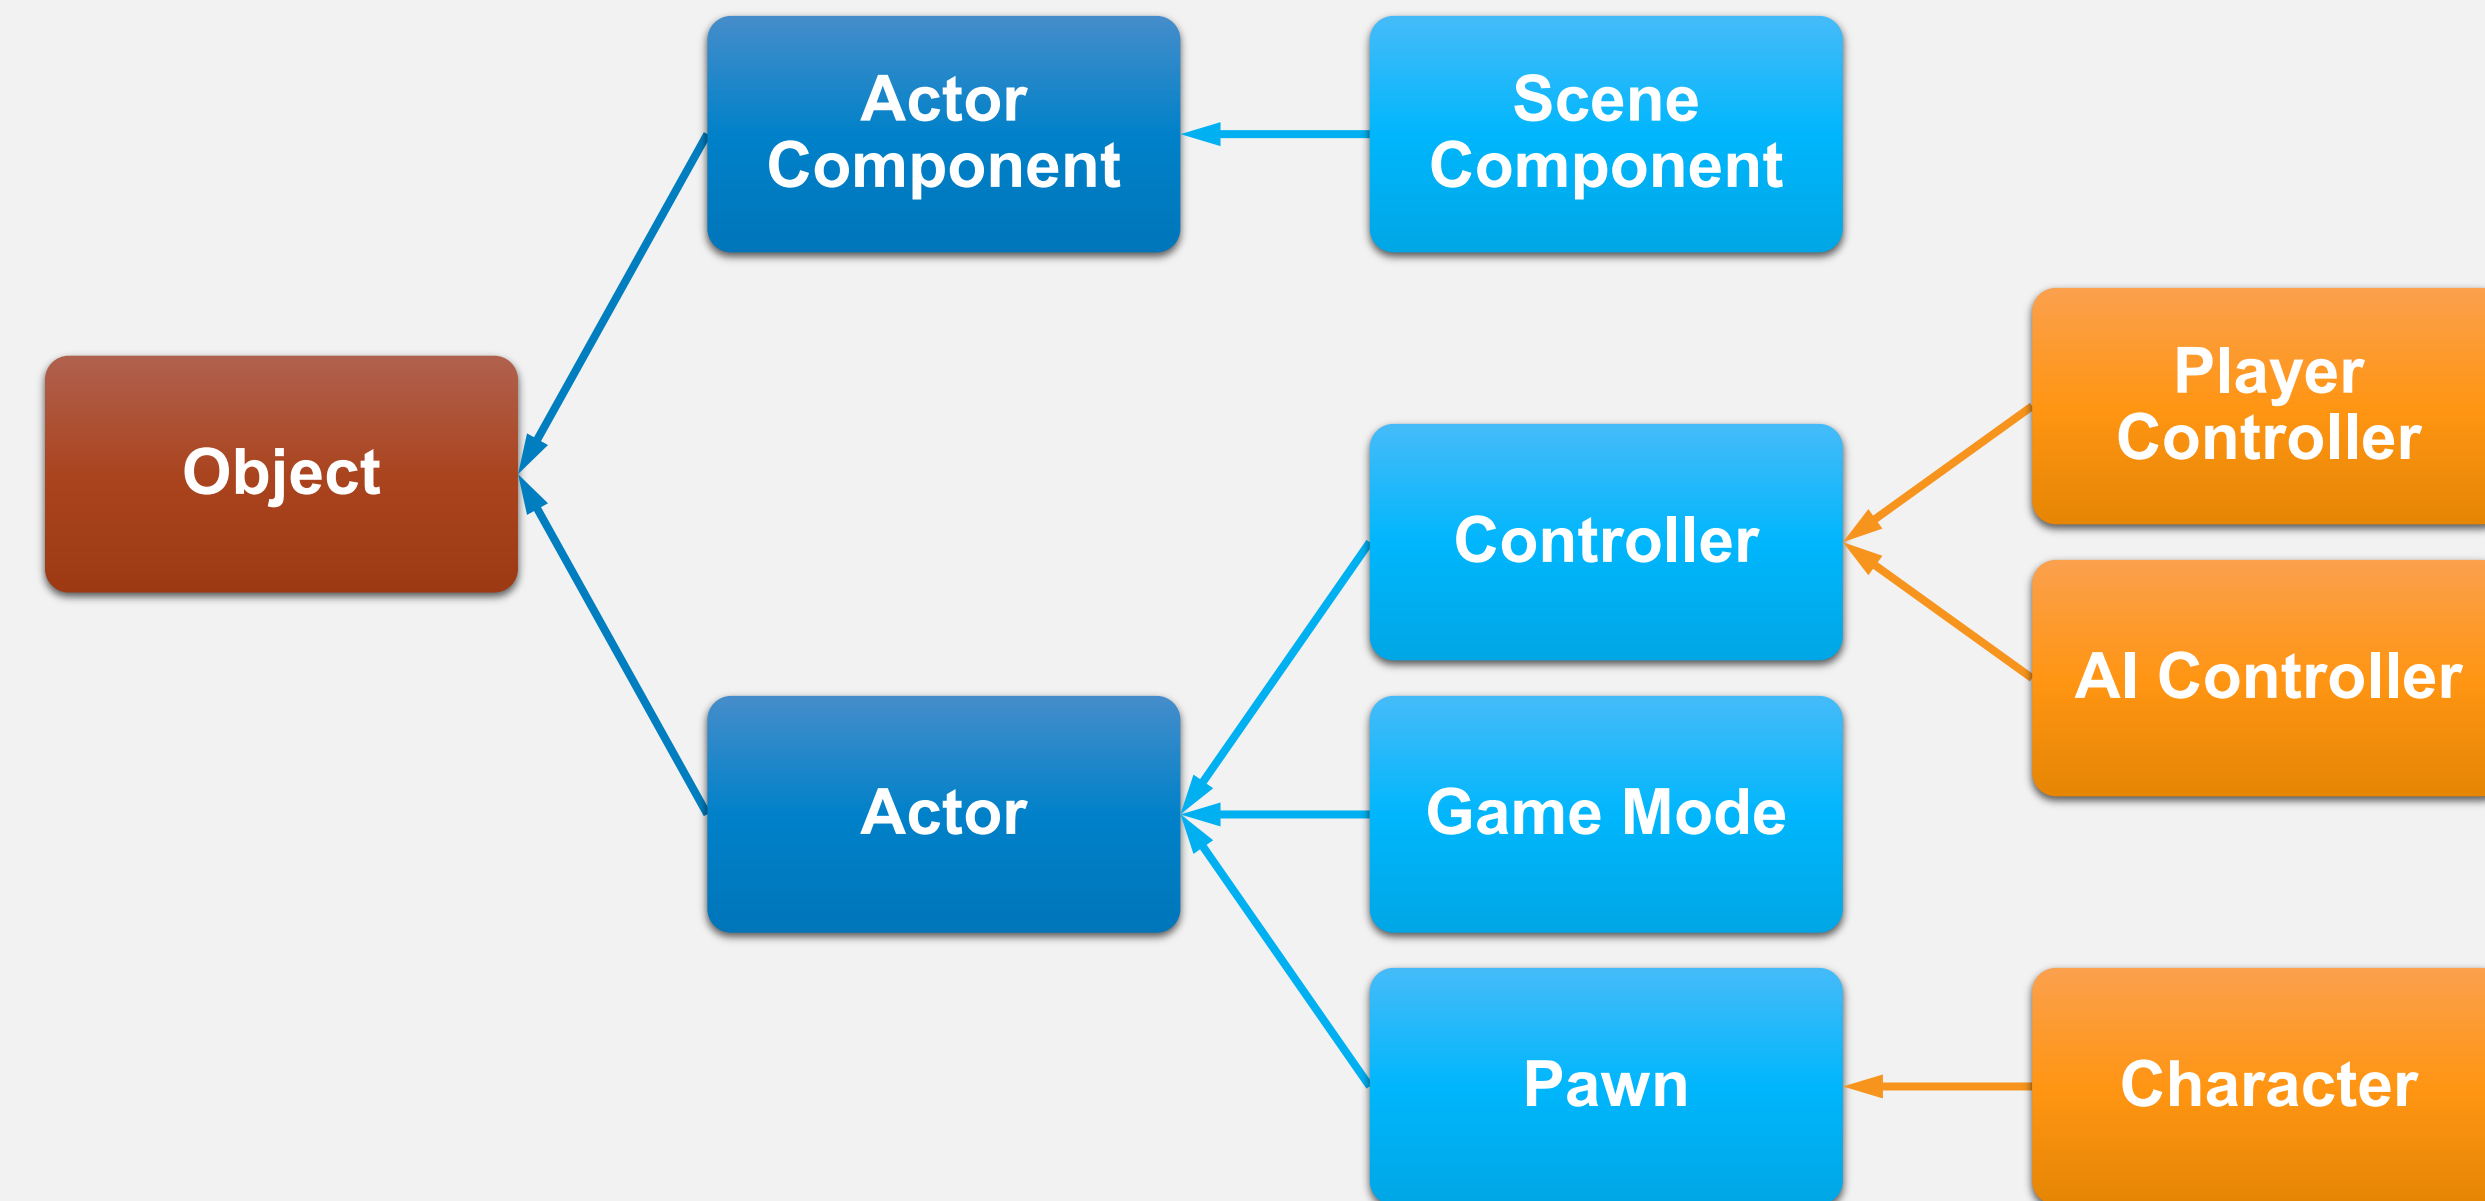 Actor
Component
Scene
Component
Object
Player
Controller
Controller
AI Controller
Actor
Game Mode
Pawn
Character